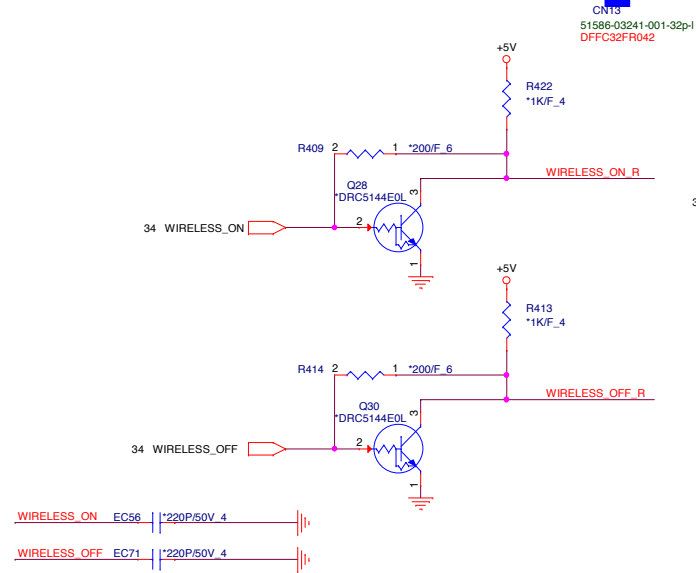 CN13
51586-03241-001-32p-l
DFFC32FR042
+5V
R422
*1K/F_4
R409 2 1 *200/F_6
WIRELESS_ON_R
Q28
*DRC5144E0L
3
3
34 WIRELESS_ON 2
1
+5V
R413
*1K/F_4
R414 2 1 *200/F_6
WIRELESS_OFF_R
Q30
*DRC5144E0L
3
34 WIRELESS_OFF 2
1
WIRELESS_ON EC56 *220P/50V_4
WIRELESS_OFF EC71 *220P/50V_4